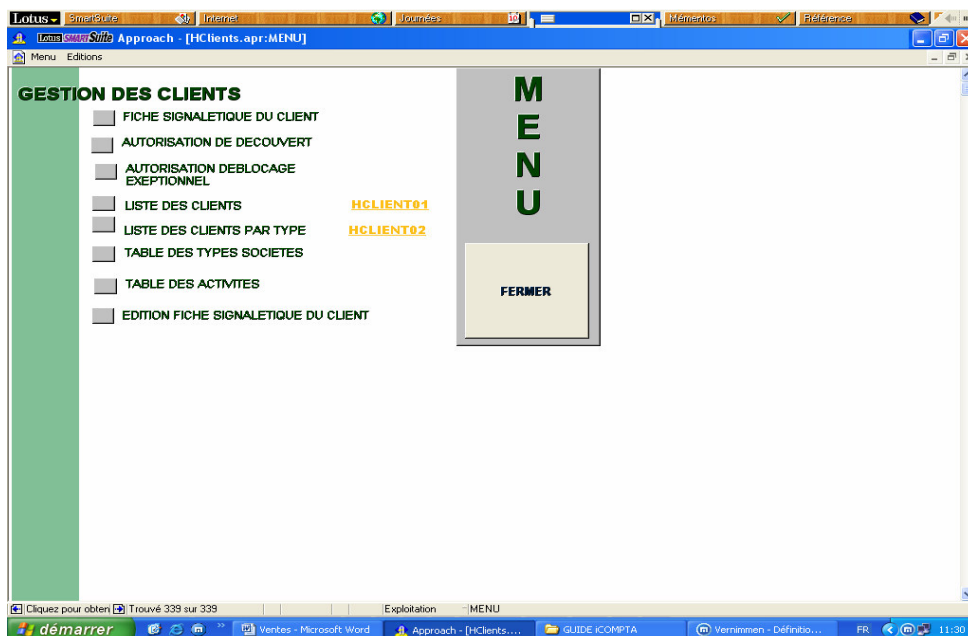 Lotus SmartSuite Internet Journées 10 Mémentos Référence
Lotus SMARTSuite Approach - [HClients.apr:MENU]
Menu Editions
GESTION DES CLIENTS
FICHE SIGNALETIQUE DU CLIENT
AUTORISATION DE DECOUVERT
AUTORISATION DEBLOCAGE
EXEPTIONNEL
LISTE DES CLIENTS HCLIENT01
LISTE DES CLIENTS PAR TYPE HCLIENT02
TABLE DES TYPES SOCIETES
TABLE DES ACTIVITES
EDITION FICHE SIGNALETIQUE DU CLIENT
M
E
N
U
FERMER
Cliquez pour obten Trouvé 339 sur 339 Exploitation MENU
démarrer Ventes - Microsoft Word Approach - [HClients.... GUIDE iCOMPTA Vernimmen - Définitio... FR 11:30